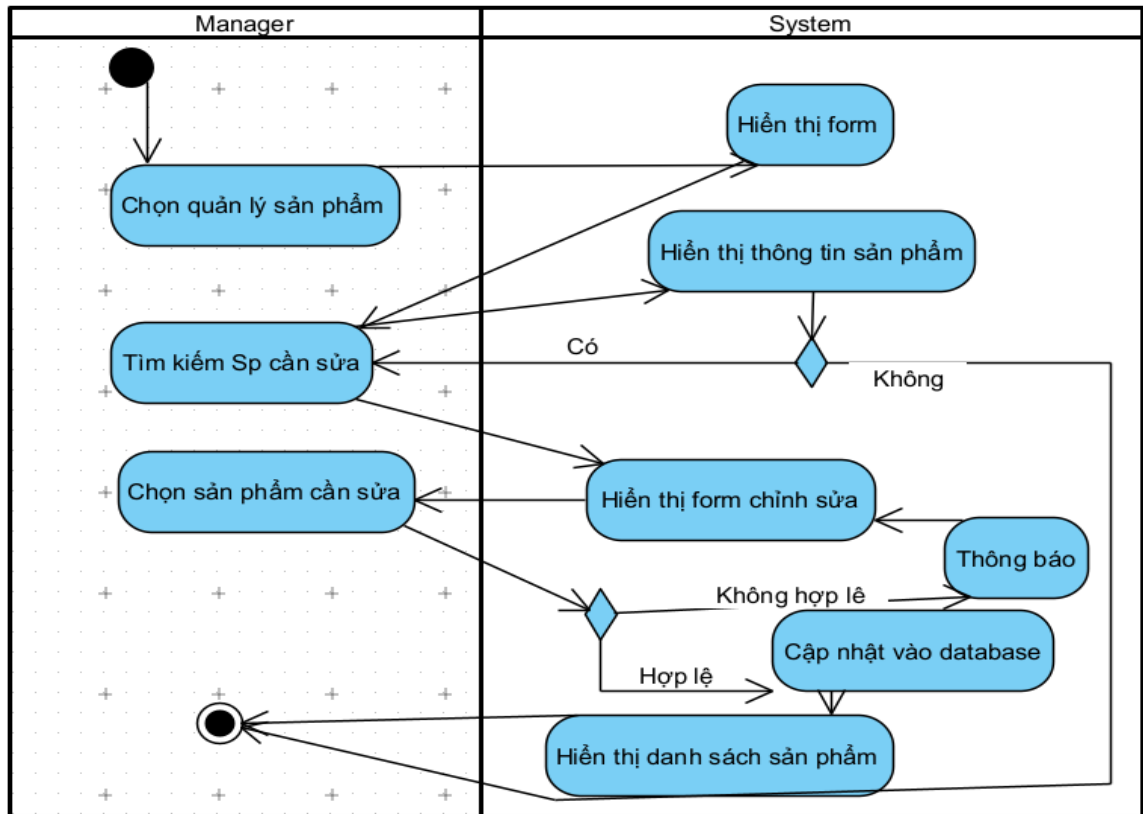 Manager
System
Hiển thị form
Chọn quản lý sản phẩm
Hiển thị thông tin sản phẩm
Có
Tìm kiếm Sp cần sửa
Không
Chọn sản phẩm cần sửa
Hiển thị form chỉnh sửa
Thông báo
Không hợp lê
Cập nhật vào database
Hợp lệ
Hiển thị danh sách sản phẩm